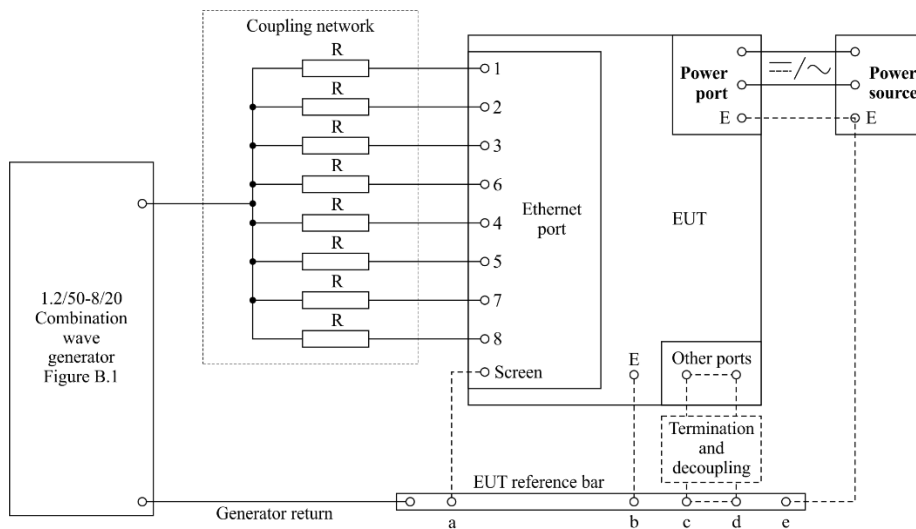 Coupling network
R
R
R
R
R
R
R
R
1
2
3
6
4
5
7
8
Screen
Ethernet
port
EUT
Power
port
E
Power
source
E
1.2/50-8/20
Combination
wave
generator
Figure B.1
E
Other ports
Termination
and
decoupling
EUT reference bar
Generator return
a
b
c
d
e